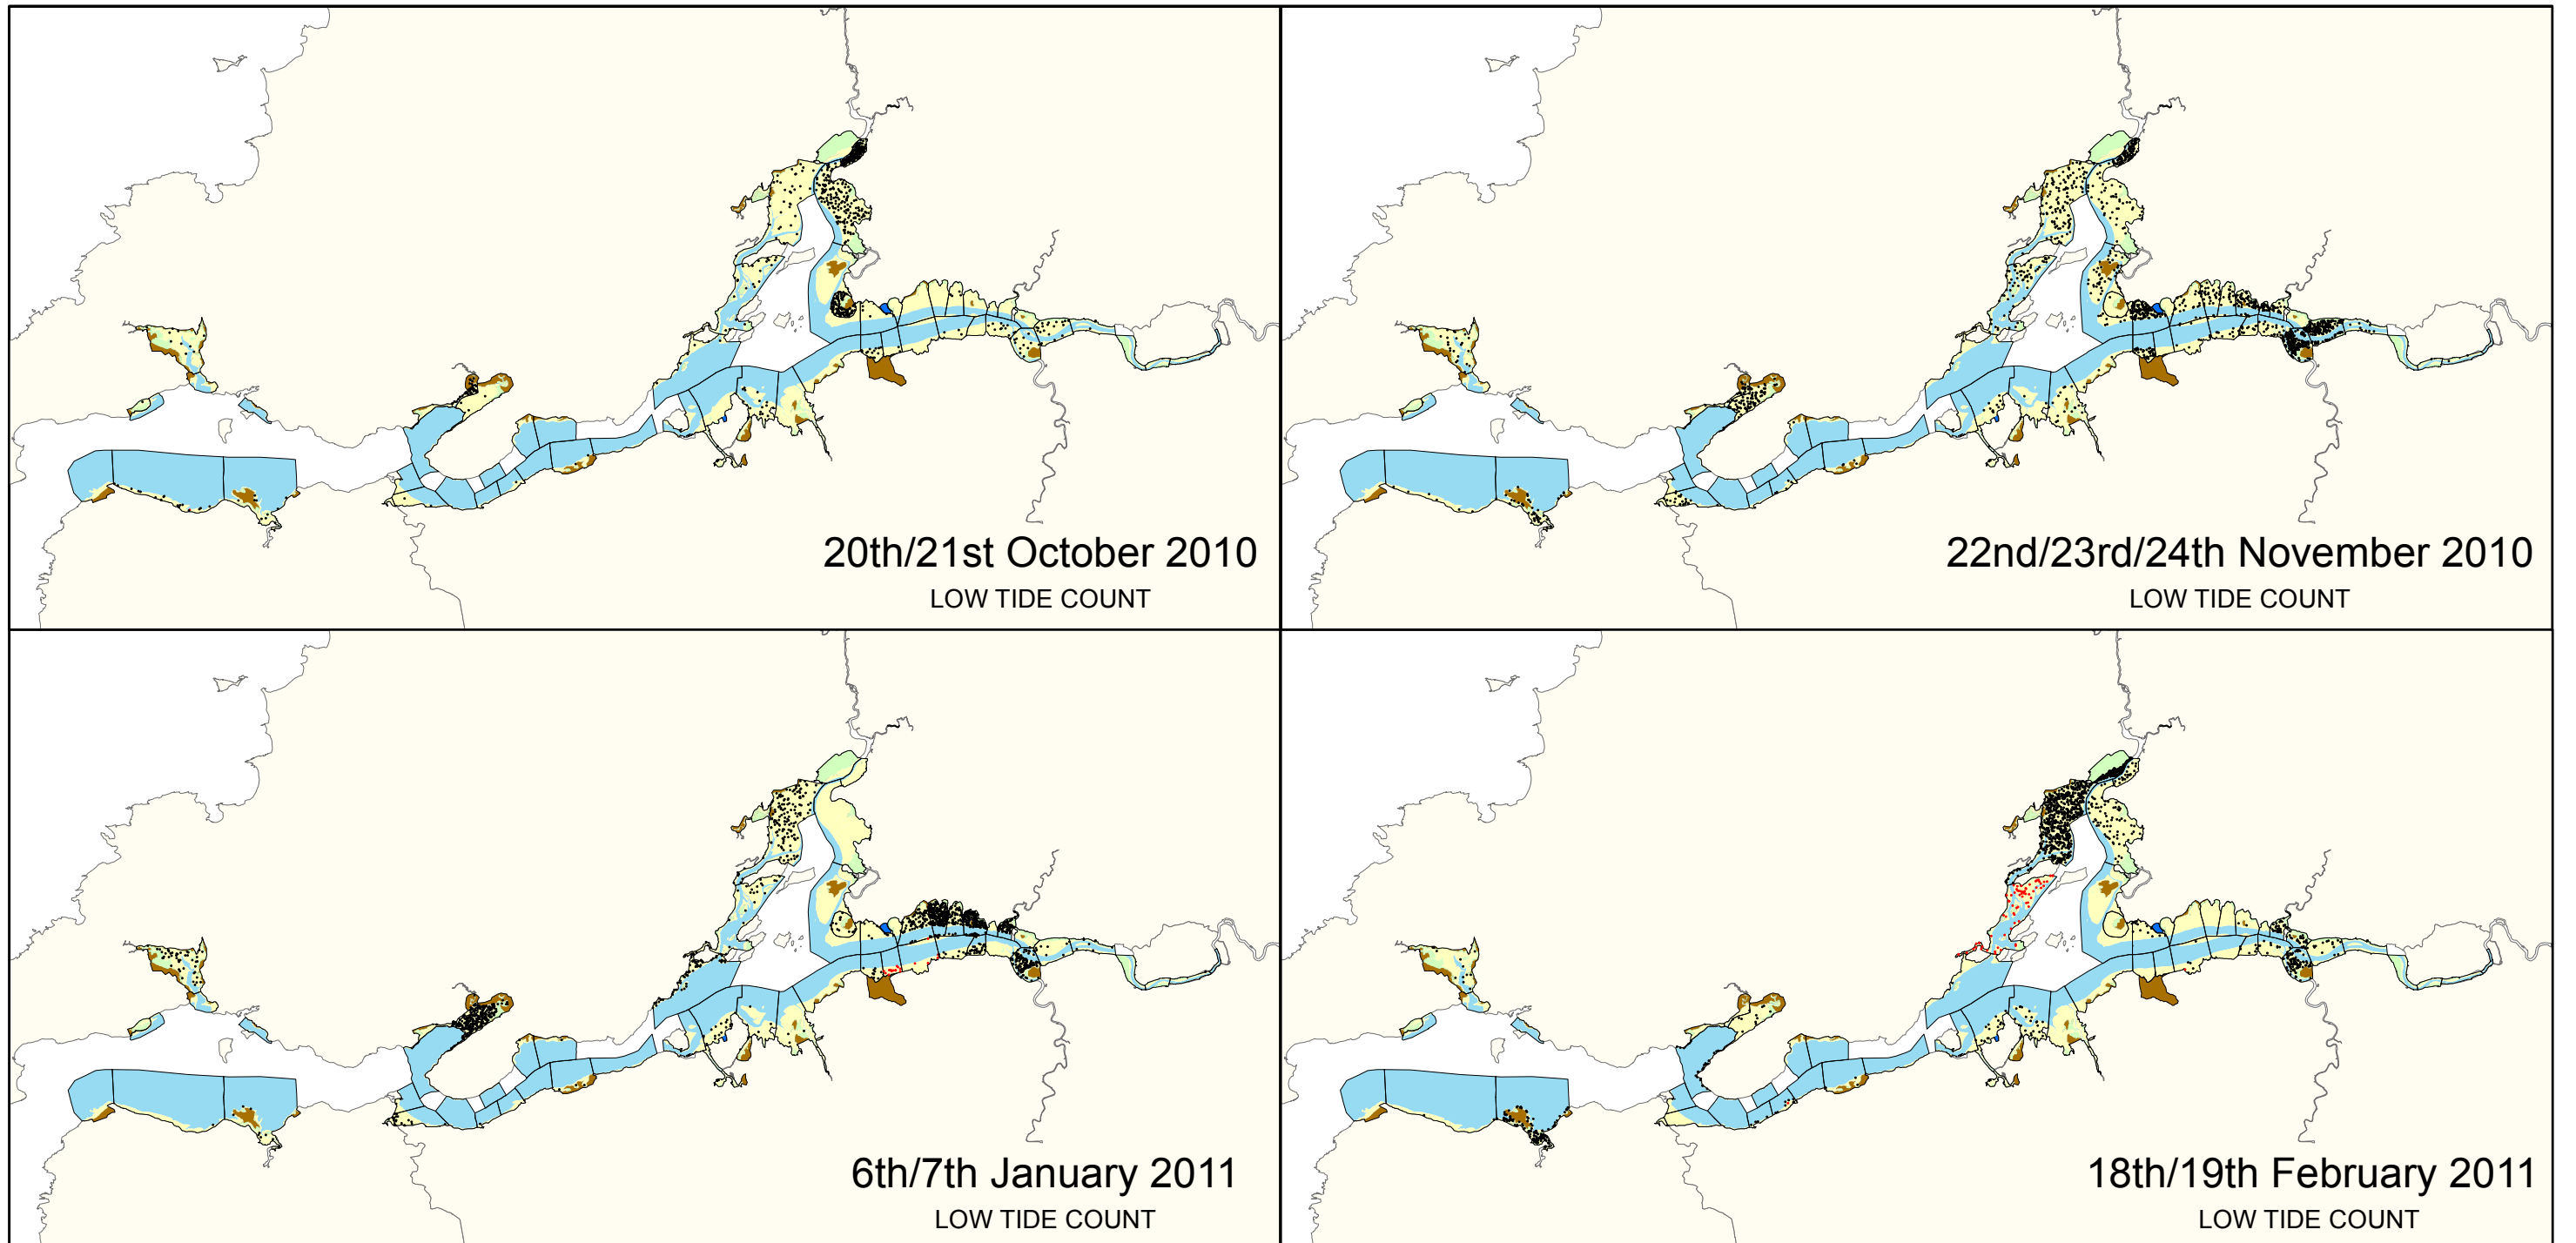 20th/21st October 2010
LOW TIDE COUNT
22nd/23rd/24th November 2010
LOW TIDE COUNT
6th/7th January 2011
LOW TIDE COUNT
18th/19th February 2011
LOW TIDE COUNT